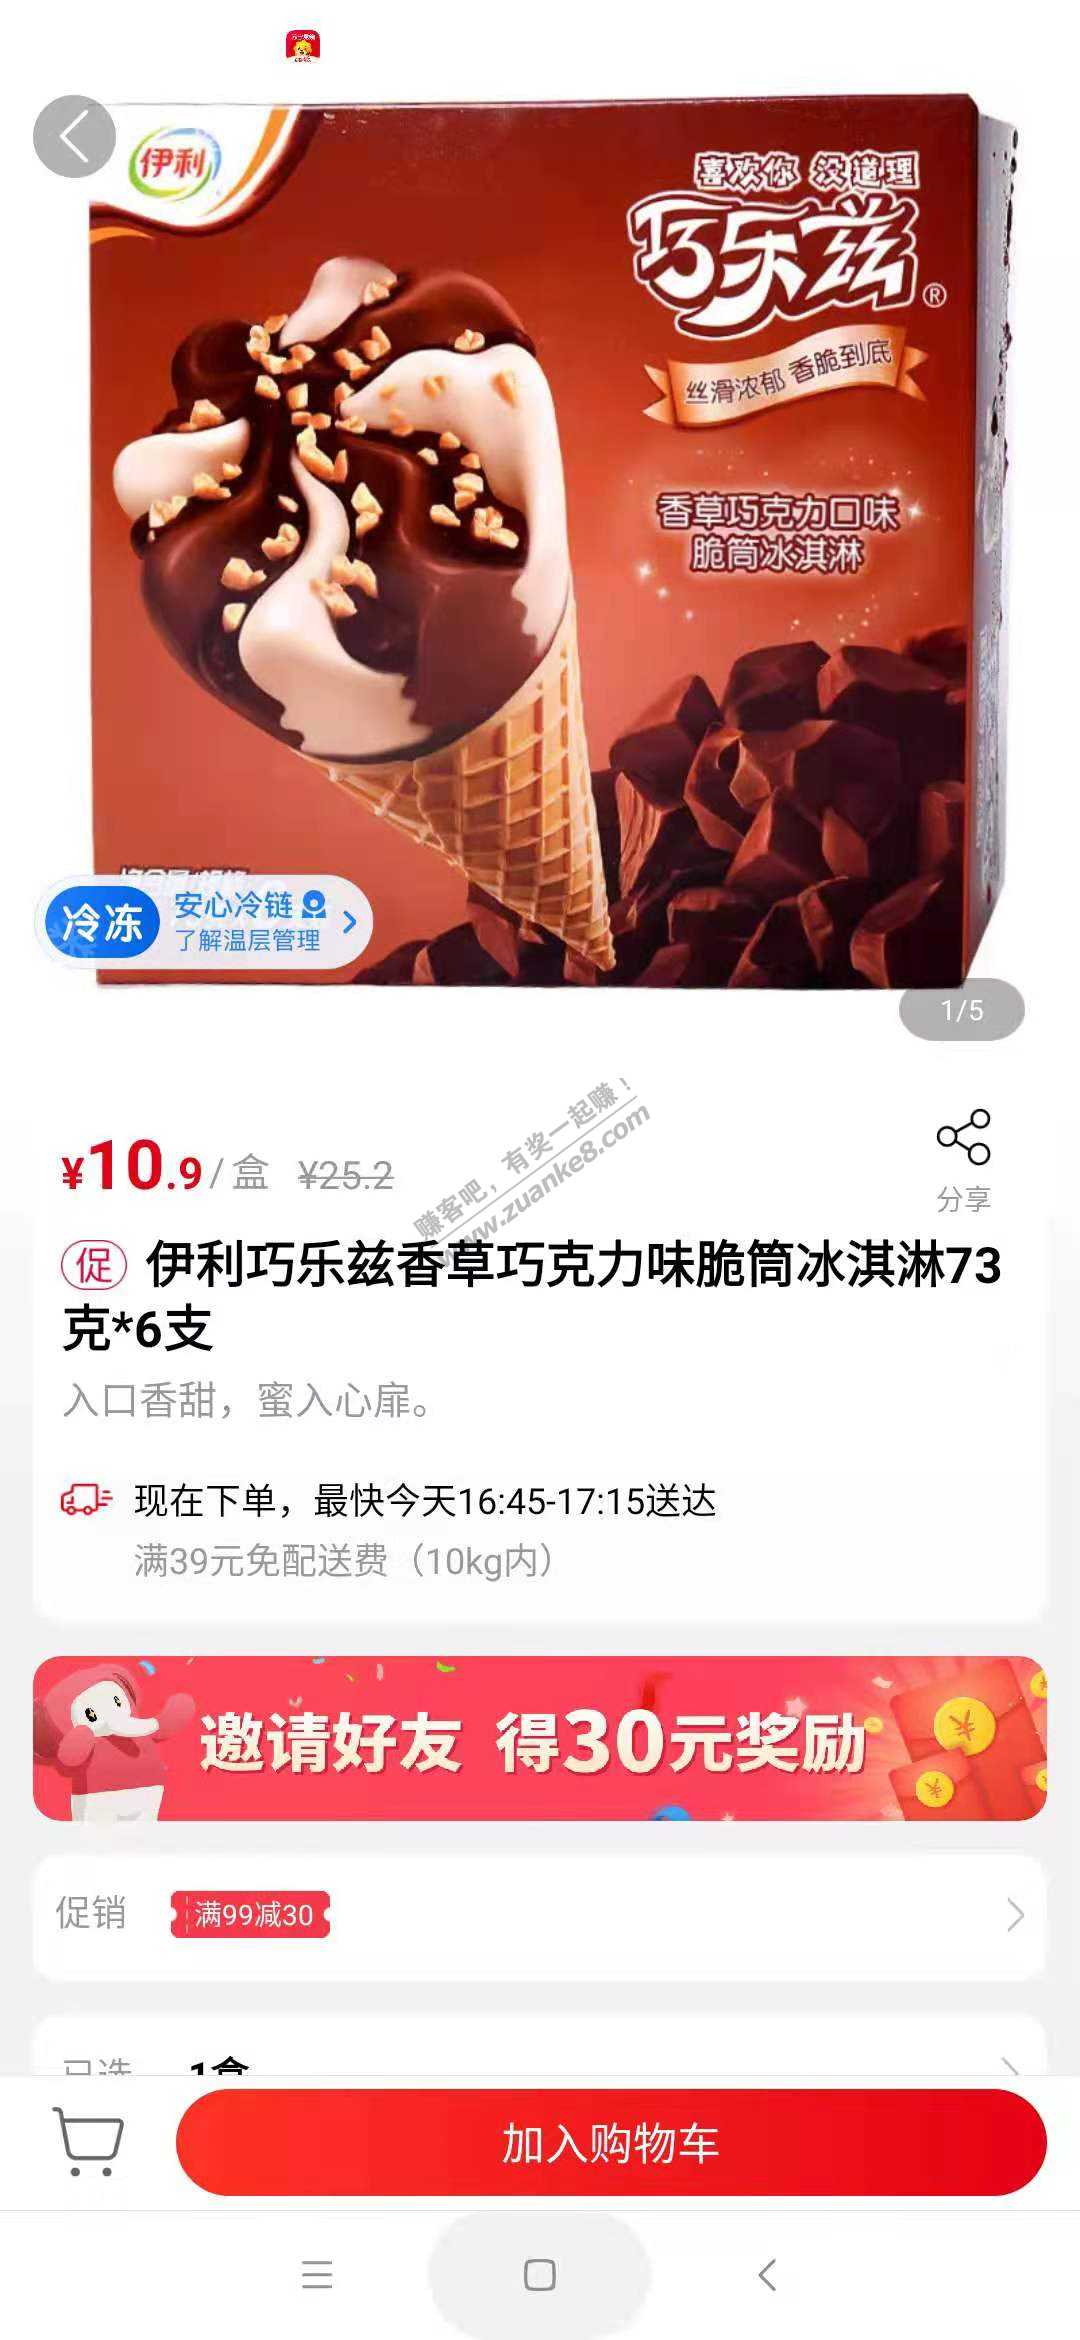 伊利
喜欢你 没道理
巧乐兹®
丝滑浓郁 香脆到底
香草巧克力口味
脆筒冰淇淋
冷冻
安心冷链
了解温层管理
1/5
赚客吧，有奖一起赚！
www.zuanke8.com
¥10.9/盒 ¥25.2
分享
促 伊利巧乐兹香草巧克力味脆筒冰淇淋73
克*6支
入口香甜，蜜入心扉。
现在下单，最快今天16:45-17:15送达
满39元免配送费（10kg内）
邀请好友 得30元奖励
促销 满99减30
已选 1盒
加入购物车